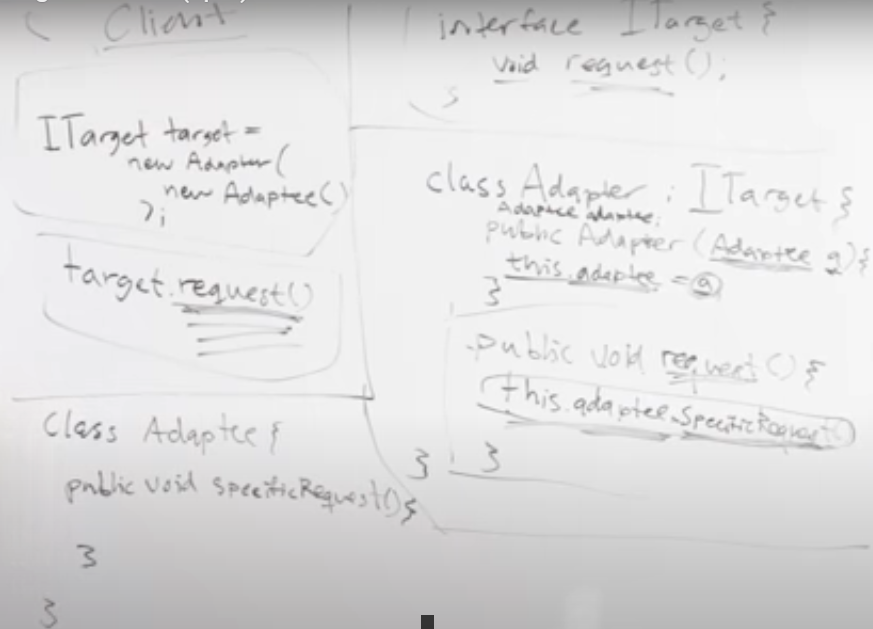 Client
ITarget target =
new Adapter(
new Adaptee()
);
target.request()
Class Adaptee {
public void specificRequest(){
}
}
interface ITarget {
void request();
}
class Adapter : ITarget {
Adaptee adaptee;
public Adapter (Adaptee a){
this.adaptee = a
}
public void request () {
this.adaptee.specificRequest()
}
}